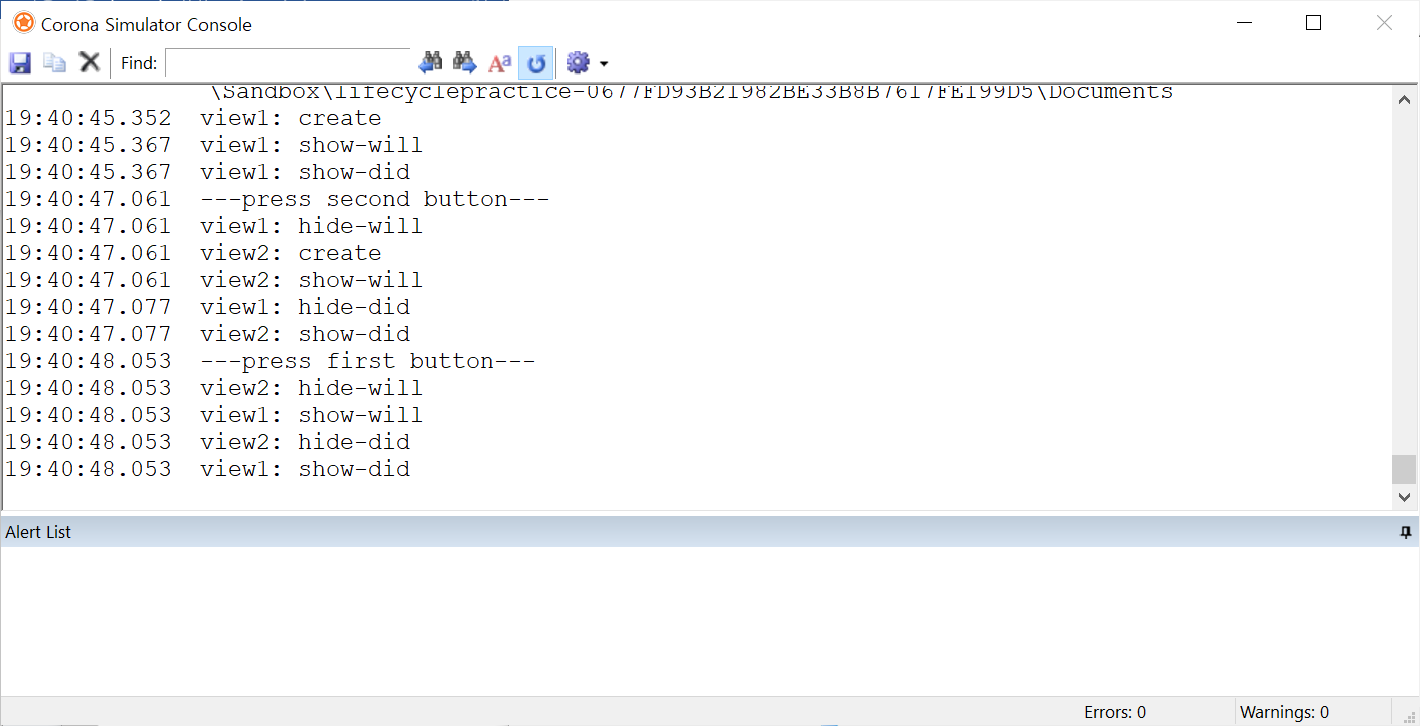 Corona Simulator Console
Find:
\Sandbox\lifecyclepractice-0677FD93B21982BE33B8B7617FE199D5\Documents
19:40:45.352  view1: create
19:40:45.367  view1: show-will
19:40:45.367  view1: show-did
19:40:47.061  ---press second button---
19:40:47.061  view1: hide-will
19:40:47.061  view2: create
19:40:47.061  view2: show-will
19:40:47.077  view1: hide-did
19:40:47.077  view2: show-did
19:40:48.053  ---press first button---
19:40:48.053  view2: hide-will
19:40:48.053  view1: show-will
19:40:48.053  view2: hide-did
19:40:48.053  view1: show-did
Alert List
Errors: 0 Warnings: 0